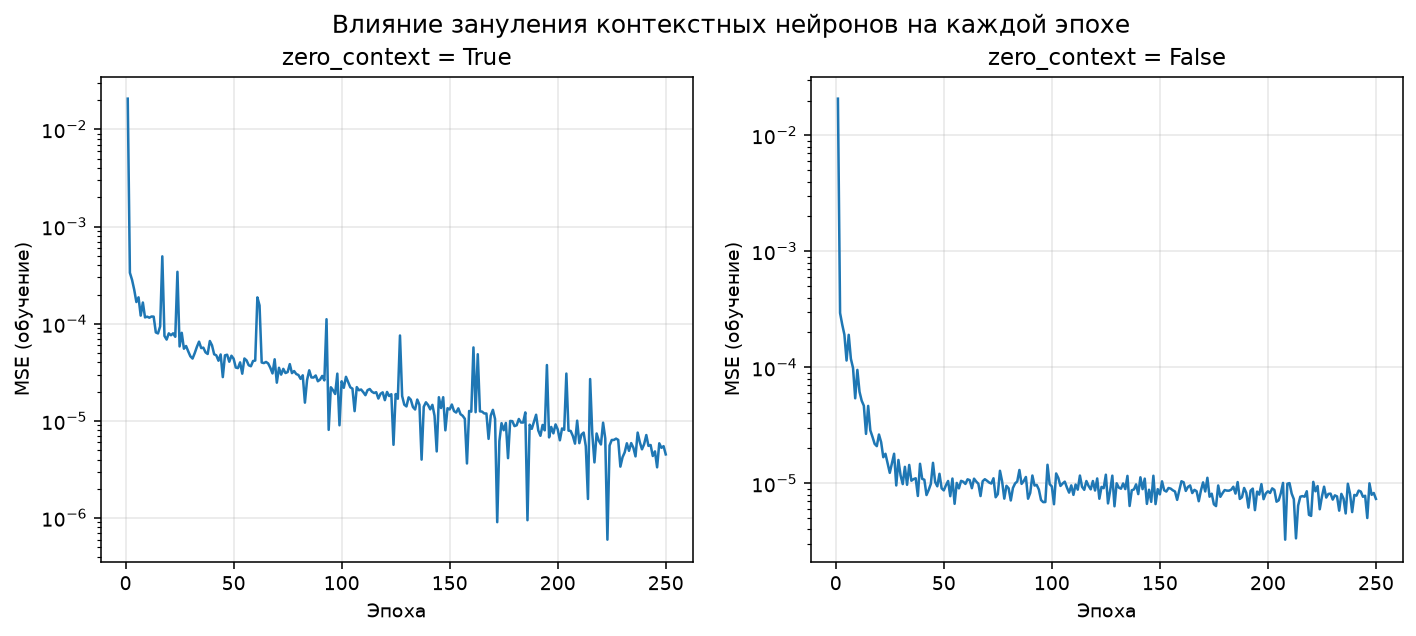 Влияние зануления контекстных нейронов на каждой эпохе
zero_context = True
MSE (обучение)
10⁻²
10⁻³
10⁻⁴
10⁻⁵
10⁻⁶
0 50 100 150 200 250
Эпоха
zero_context = False
MSE (обучение)
10⁻²
10⁻³
10⁻⁴
10⁻⁵
0 50 100 150 200 250
Эпоха